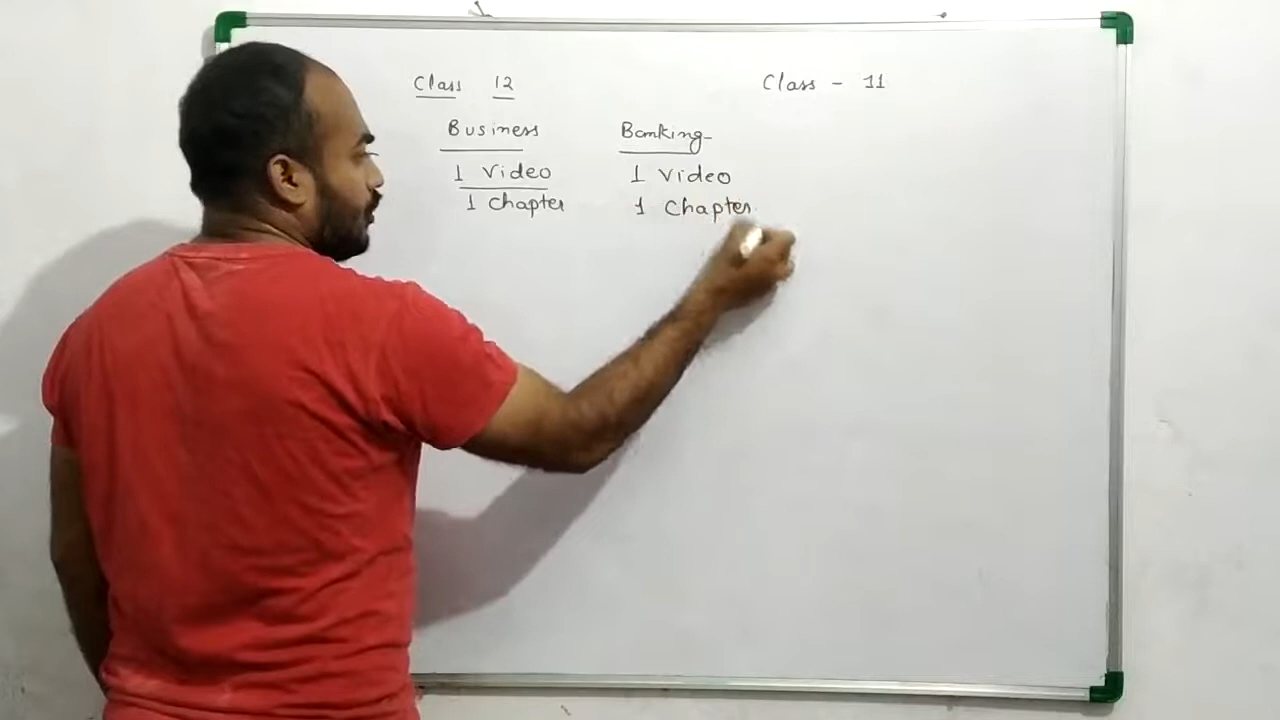 Class 12
Class - 11
Business
Banking
1 Video
1 Video
1 Chapter
1 Chapter